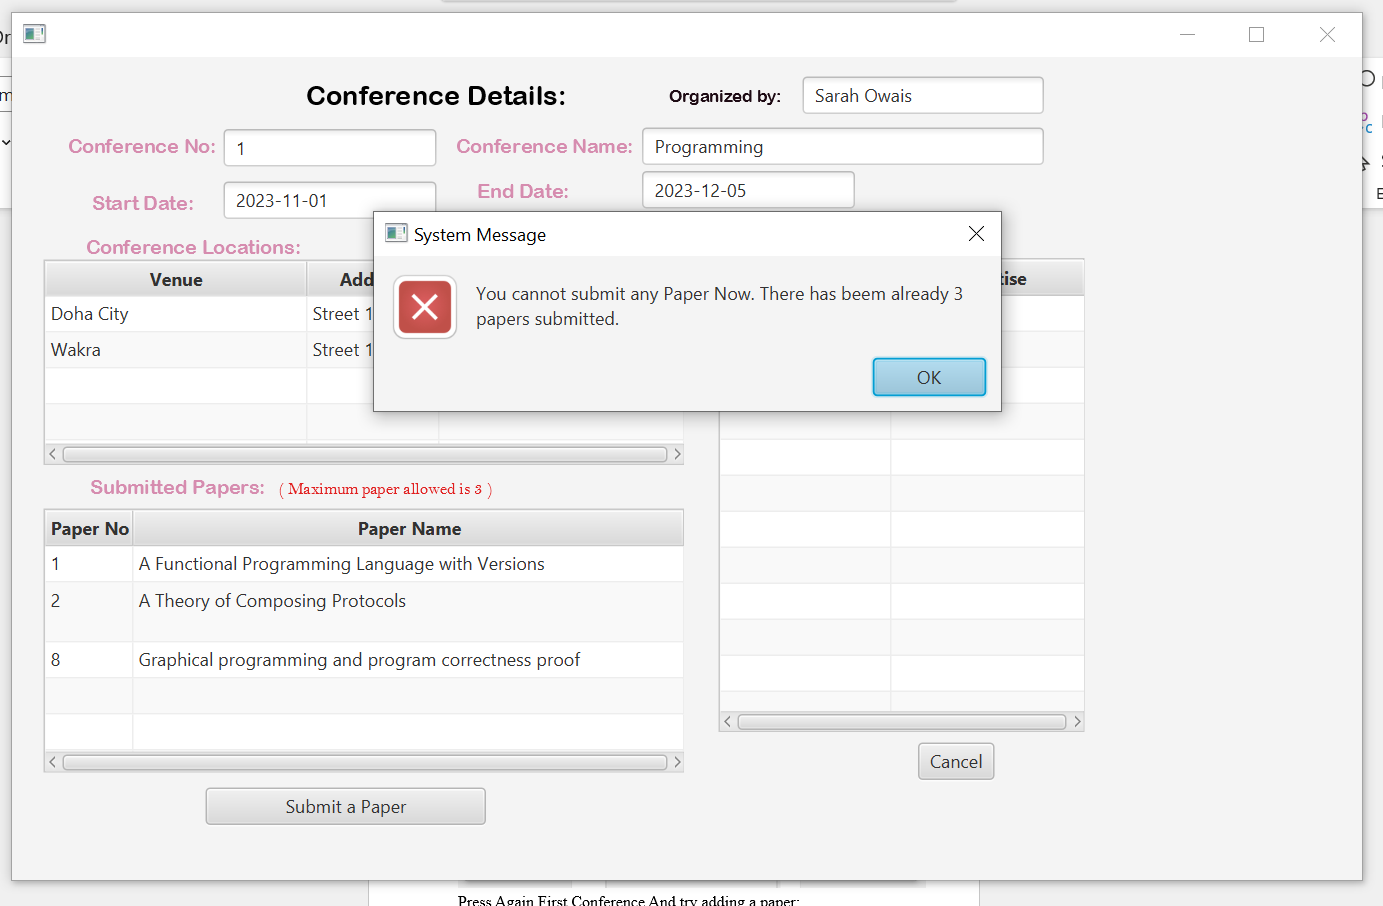 Conference Details:
Organized by: Sarah Owais
Conference No: 1
Conference Name: Programming
Start Date: 2023-11-01
End Date: 2023-12-05
System Message
You cannot submit any Paper Now. There has beem already 3
papers submitted.
OK
Conference Locations:
Venue
Doha City Street 1
Wakra Street 1
Submitted Papers: ( Maximum paper allowed is 3 )
Paper No Paper Name
1 A Functional Programming Language with Versions
2 A Theory of Composing Protocols
8 Graphical programming and program correctness proof
Cancel
Submit a Paper
Press Again First Conference And try adding a paper: